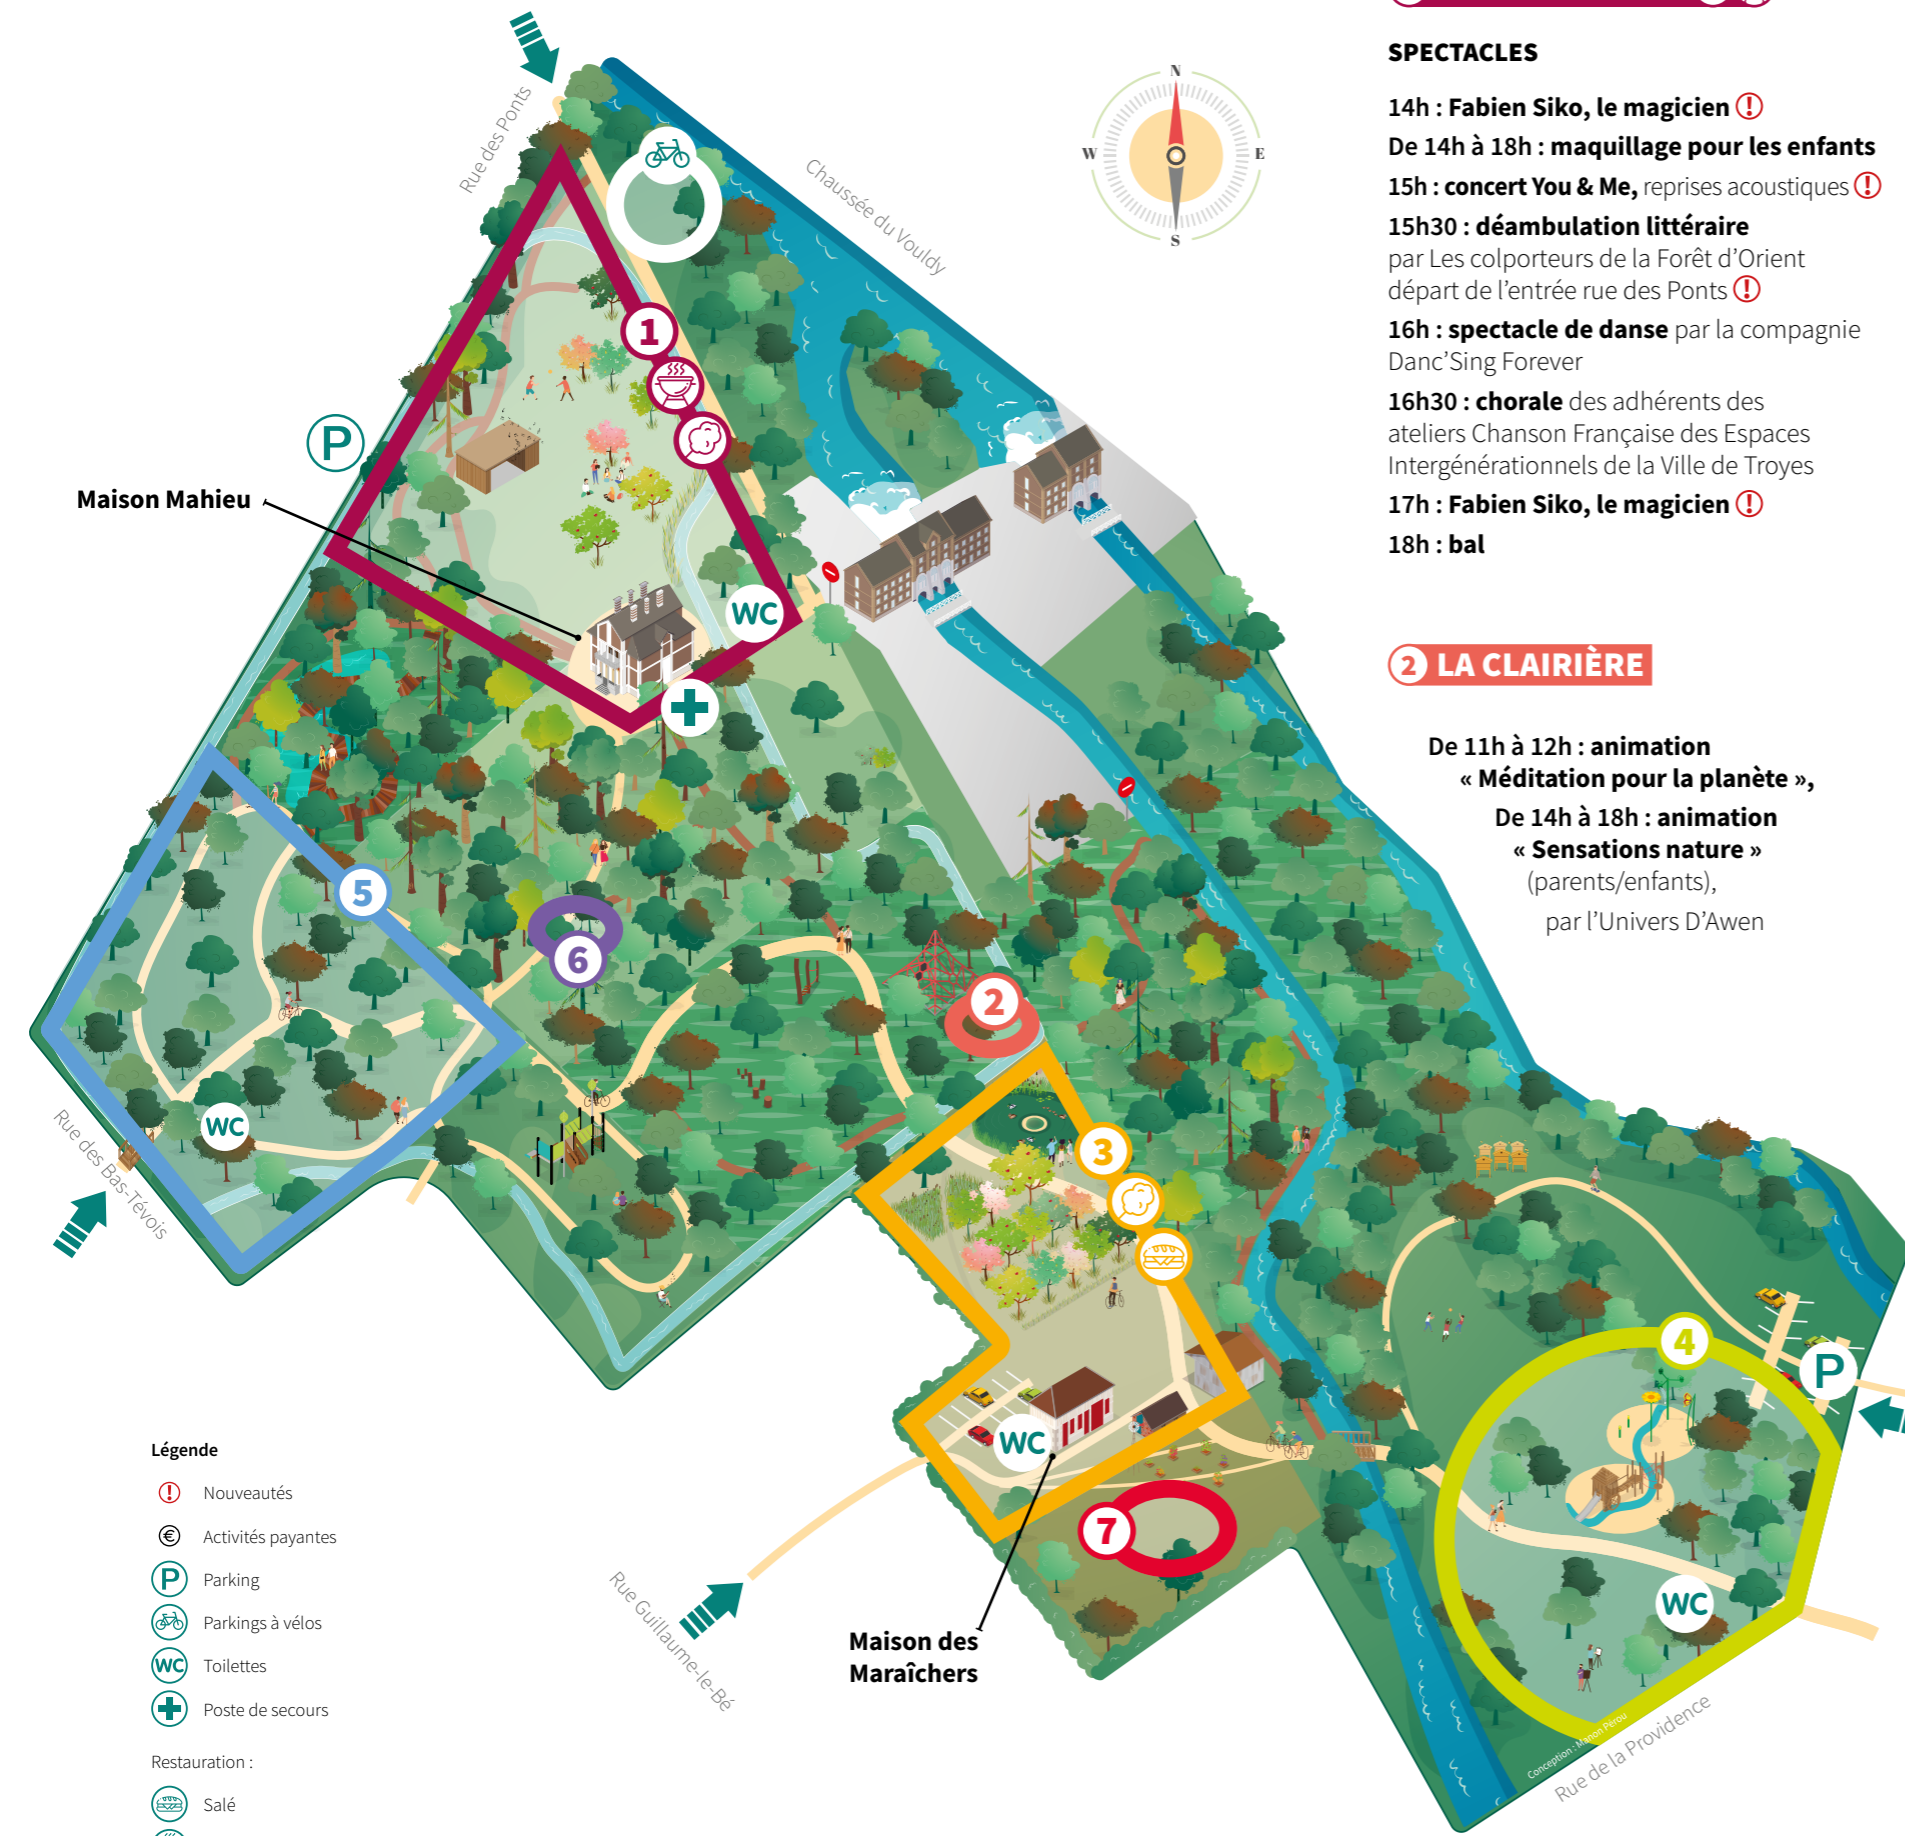 Rue des Ponts
Chaussée du Vouldy
N
W
E
S
P
Maison Mahieu
1
WC
5
6
2
3
WC
Rue des Bas-Tévois
4
P
WC
7
WC
Rue Guillaume-le-Bé
Maison des
Maraîchers
Conception : Manon Pérou
Rue de la Providence
SPECTACLES
14h : Fabien Siko, le magicien !
De 14h à 18h : maquillage pour les enfants
15h : concert You & Me, reprises acoustiques !
15h30 : déambulation littéraire
par Les colporteurs de la Forêt d’Orient
départ de l’entrée rue des Ponts !
16h : spectacle de danse par la compagnie
Danc’Sing Forever
16h30 : chorale des adhérents des
ateliers Chanson Française des Espaces
Intergénérationnels de la Ville de Troyes
17h : Fabien Siko, le magicien !
18h : bal
2 LA CLAIRIÈRE
De 11h à 12h : animation
« Méditation pour la planète »,
De 14h à 18h : animation
« Sensations nature »
(parents/enfants),
par l’Univers D’Awen
Légende
! Nouveautés
€ Activités payantes
P Parking
Parkings à vélos
WC Toilettes
Poste de secours
Restauration :
Salé